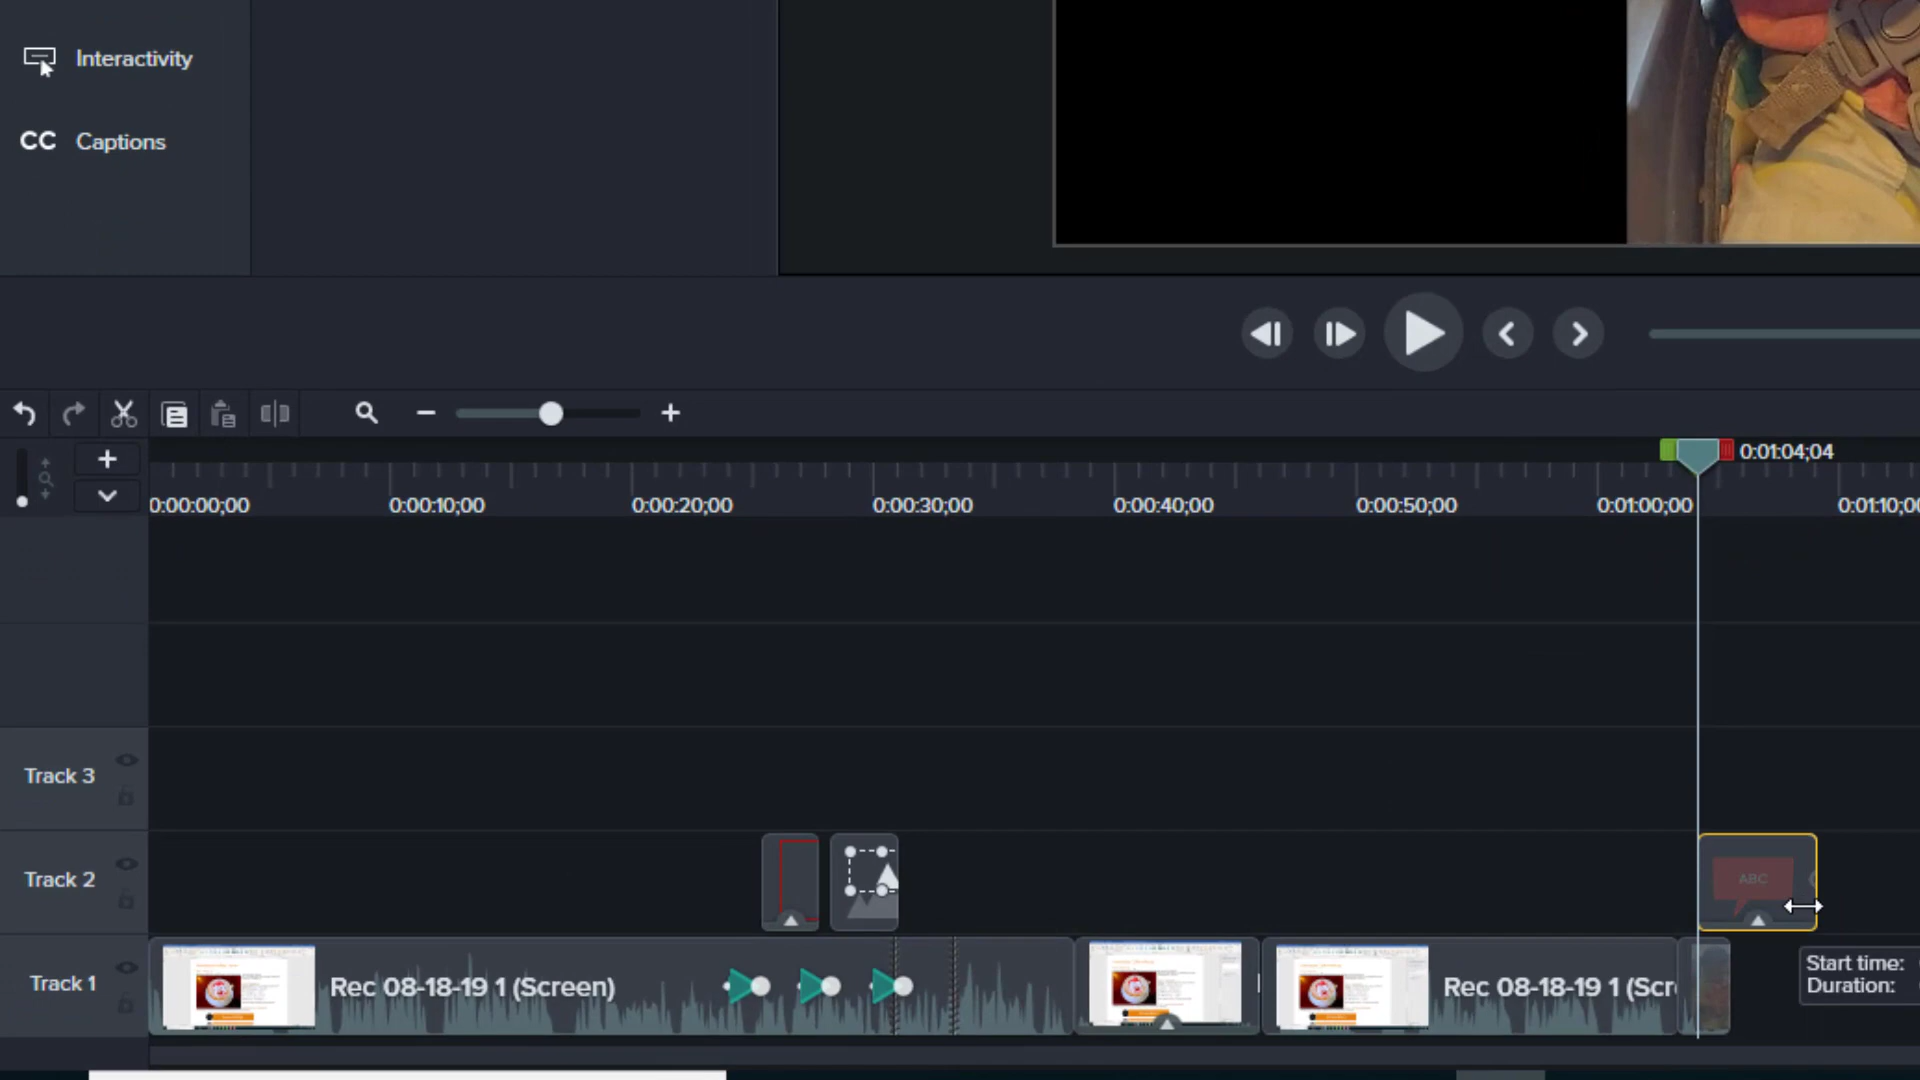 Interactivity
CC Captions
0:01:04;04
0:00:00;00 0:00:10;00 0:00:20;00 0:00:30;00 0:00:40;00 0:00:50;00 0:01:00;00 0:01:10;00
Track 3
Track 2
ABC
Track 1
Rec 08-18-19 1 (Screen)
Rec 08-18-19 1 (Scr
Start time:
Duration: